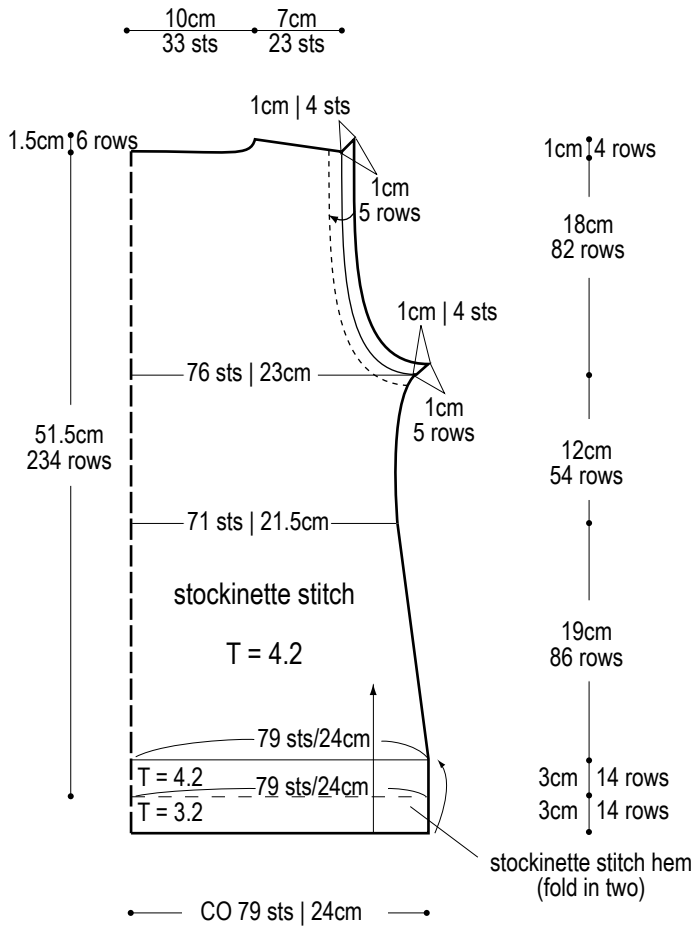 10cm
33 sts
7cm
23 sts
1cm | 4 sts
1.5cm | 6 rows
1cm | 4 rows
1cm
5 rows
18cm
82 rows
1cm | 4 sts
76 sts | 23cm
1cm
5 rows
51.5cm
234 rows
12cm
54 rows
71 sts | 21.5cm
stockinette stitch
T = 4.2
19cm
86 rows
79 sts/24cm
T = 4.2
79 sts/24cm
3cm | 14 rows
T = 3.2
3cm | 14 rows
stockinette stitch hem
(fold in two)
CO 79 sts | 24cm